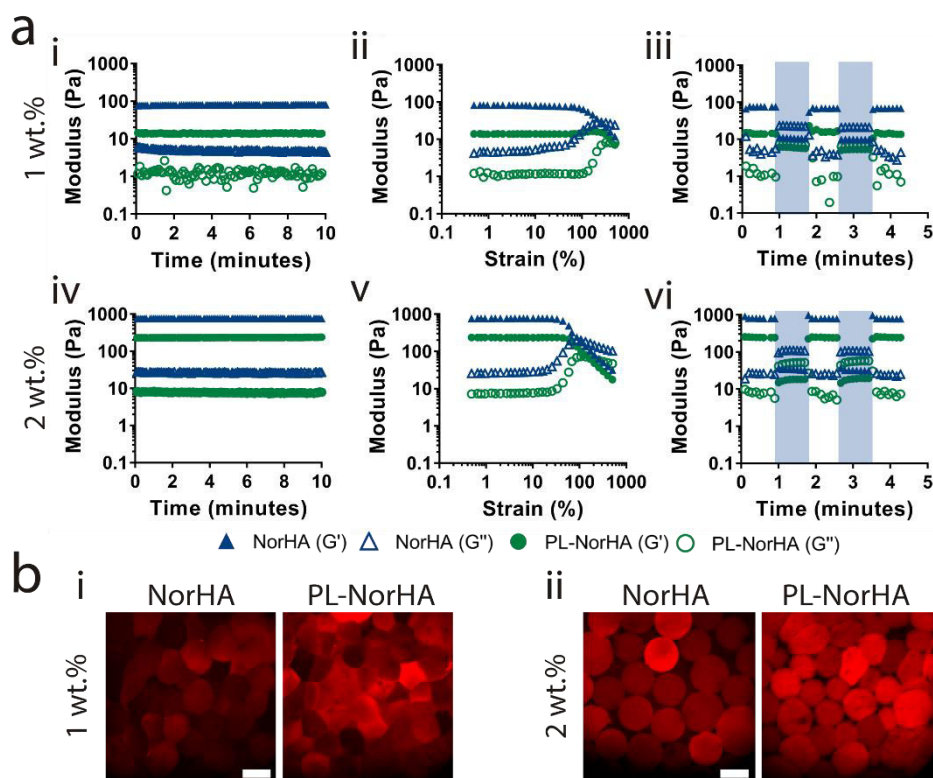 a
i
ii
iii
1 wt.%
Modulus (Pa)
1000
100
10
1
0.1
0 2 4 6 8 10
Time (minutes)
Modulus (Pa)
1000
100
10
1
0.1
0.1 1 10 100 1000
Strain (%)
Modulus (Pa)
1000
100
10
1
0.1
0 1 2 3 4 5
Time (minutes)
iv
v
vi
2 wt.%
Modulus (Pa)
1000
100
10
1
0.1
0 2 4 6 8 10
Time (minutes)
Modulus (Pa)
1000
100
10
1
0.1
0.1 1 10 100 1000
Strain (%)
Modulus (Pa)
1000
100
10
1
0.1
0 1 2 3 4 5
Time (minutes)
NorHA (G') NorHA (G") PL-NorHA (G') PL-NorHA (G")
b
i
NorHA PL-NorHA
1 wt.%
ii
NorHA PL-NorHA
2 wt.%